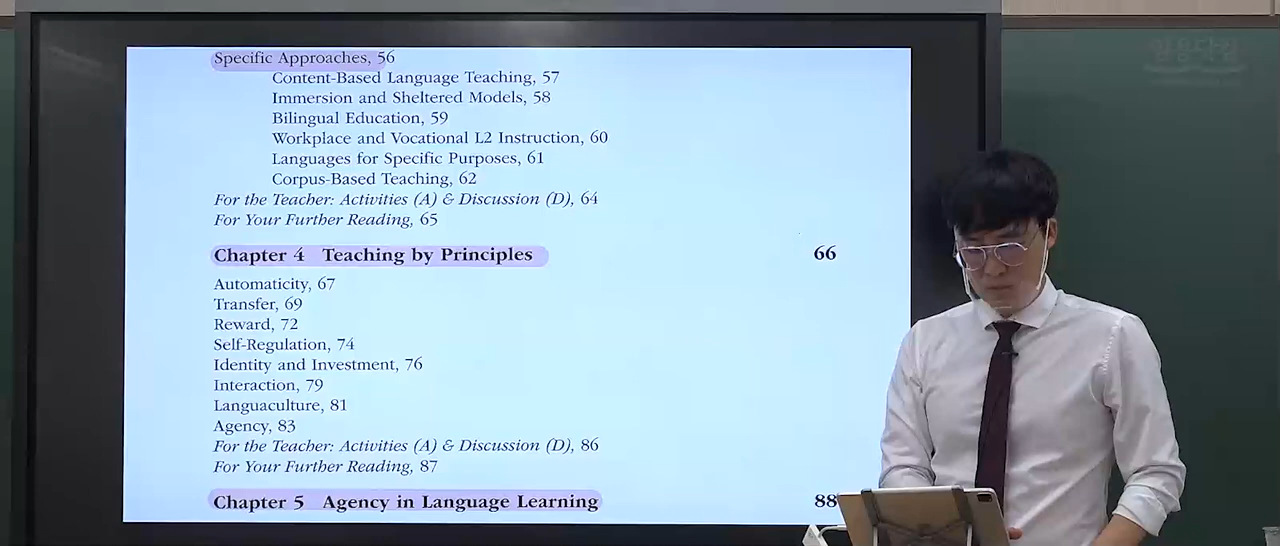 Specific Approaches, 56
Content-Based Language Teaching, 57
Immersion and Sheltered Models, 58
Bilingual Education, 59
Workplace and Vocational L2 Instruction, 60
Languages for Specific Purposes, 61
Corpus-Based Teaching, 62
For the Teacher: Activities (A) & Discussion (D), 64
For Your Further Reading, 65
Chapter 4 Teaching by Principles 66
Automaticity, 67
Transfer, 69
Reward, 72
Self-Regulation, 74
Identity and Investment, 76
Interaction, 79
Languaculture, 81
Agency, 83
For the Teacher: Activities (A) & Discussion (D), 86
For Your Further Reading, 87
Chapter 5 Agency in Language Learning 88